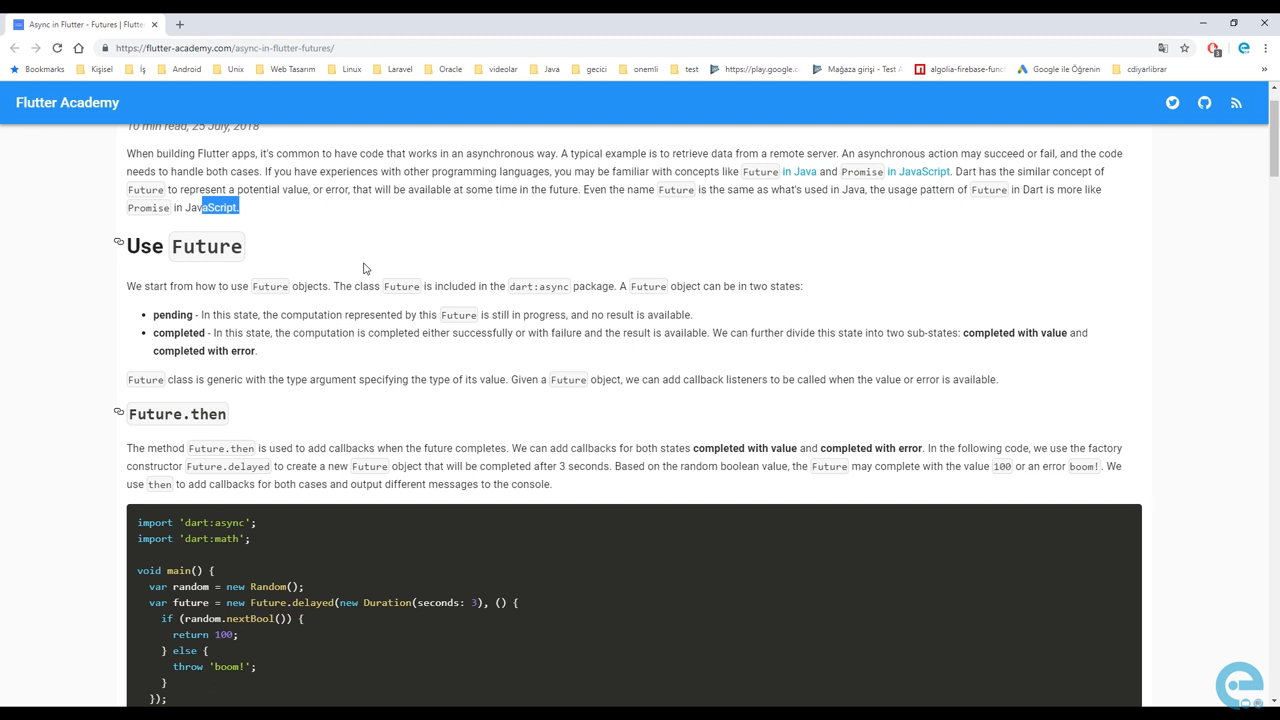 Async in Flutter - Futures | Flutte
https://flutter-academy.com/async-in-flutter-futures/
Bookmarks Kişisel İş Android Unix Web Tasarım Linux Laravel Oracle videolar Java gecici onemli test https://play.google.c Mağaza girişi - Test A algolia-firebase-func Google ile Öğrenin cdiyarlibrar »
Flutter Academy
10 min read, 25 July, 2018
When building Flutter apps, it's common to have code that works in an asynchronous way. A typical example is to retrieve data from a remote server. An asynchronous action may succeed or fail, and the code
needs to handle both cases. If you have experiences with other programming languages, you may be familiar with concepts like Future in Java and Promise in JavaScript. Dart has the similar concept of
Future to represent a potential value, or error, that will be available at some time in the future. Even the name Future is the same as what's used in Java, the usage pattern of Future in Dart is more like
Promise in JavaScript.
Use Future
We start from how to use Future objects. The class Future is included in the dart:async package. A Future object can be in two states:
• pending - In this state, the computation represented by this Future is still in progress, and no result is available.
• completed - In this state, the computation is completed either successfully or with failure and the result is available. We can further divide this state into two sub-states: completed with value and
completed with error.
Future class is generic with the type argument specifying the type of its value. Given a Future object, we can add callback listeners to be called when the value or error is available.
Future.then
The method Future.then is used to add callbacks when the future completes. We can add callbacks for both states completed with value and completed with error. In the following code, we use the factory
constructor Future.delayed to create a new Future object that will be completed after 3 seconds. Based on the random boolean value, the Future may complete with the value 100 or an error boom!. We
use then to add callbacks for both cases and output different messages to the console.
import 'dart:async';
import 'dart:math';
void main() {
var random = new Random();
var future = new Future.delayed(new Duration(seconds: 3), () {
if (random.nextBool()) {
return 100;
} else {
throw 'boom!';
}
});